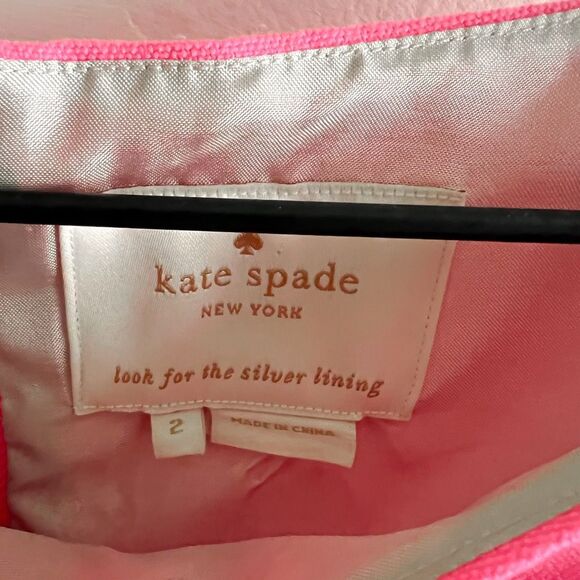 kate spade
NEW YORK
look for the silver lining
2
MADE IN CHINA